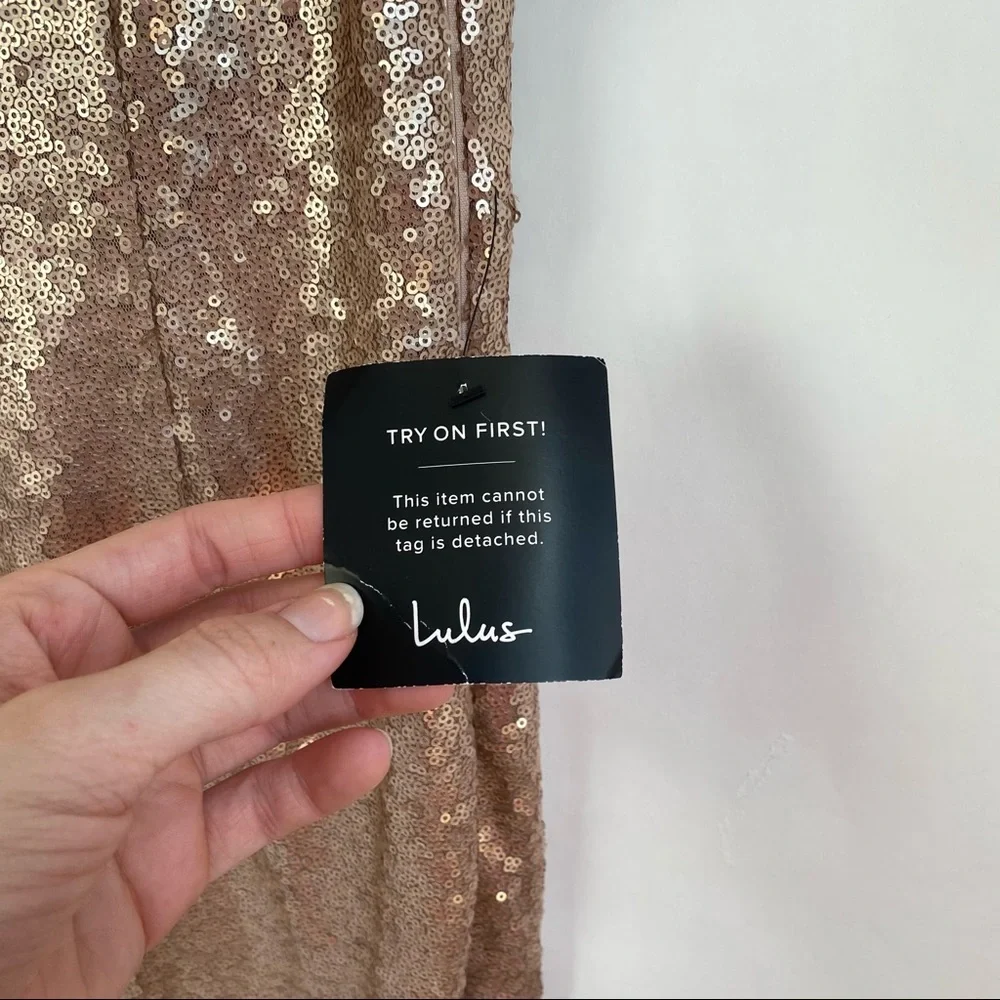 TRY ON FIRST!
This item cannot
be returned if this
tag is detached.
Lulus